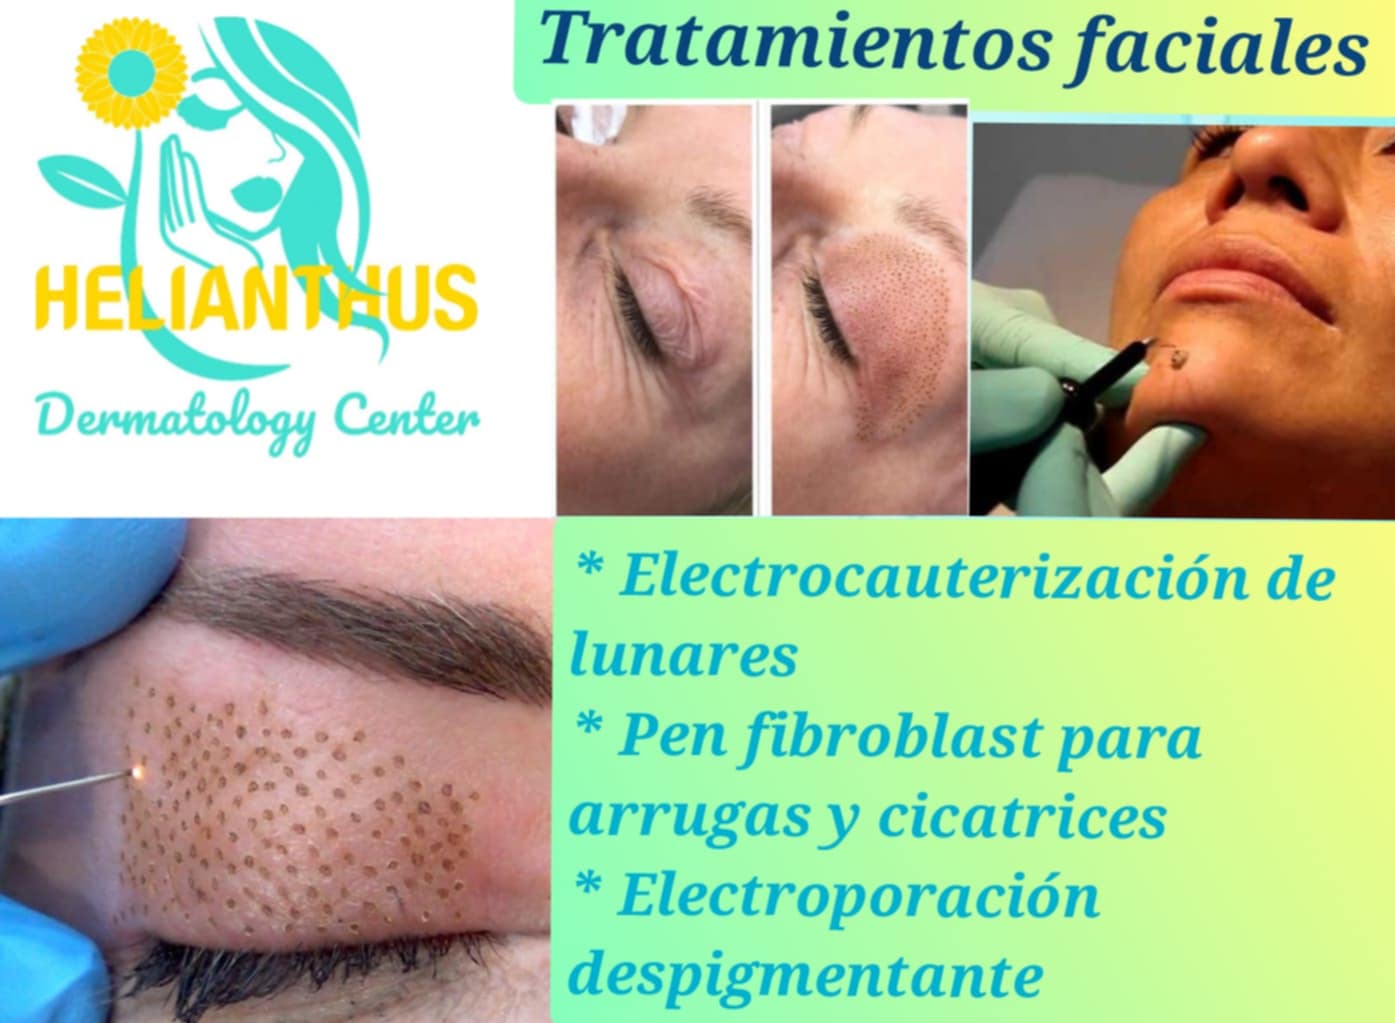 Tratamientos faciales
HELIANTHUS
Dermatology Center
* Electrocauterización de
lunares
* Pen fibroblast para
arrugas y cicatrices
* Electroporación
despigmentante